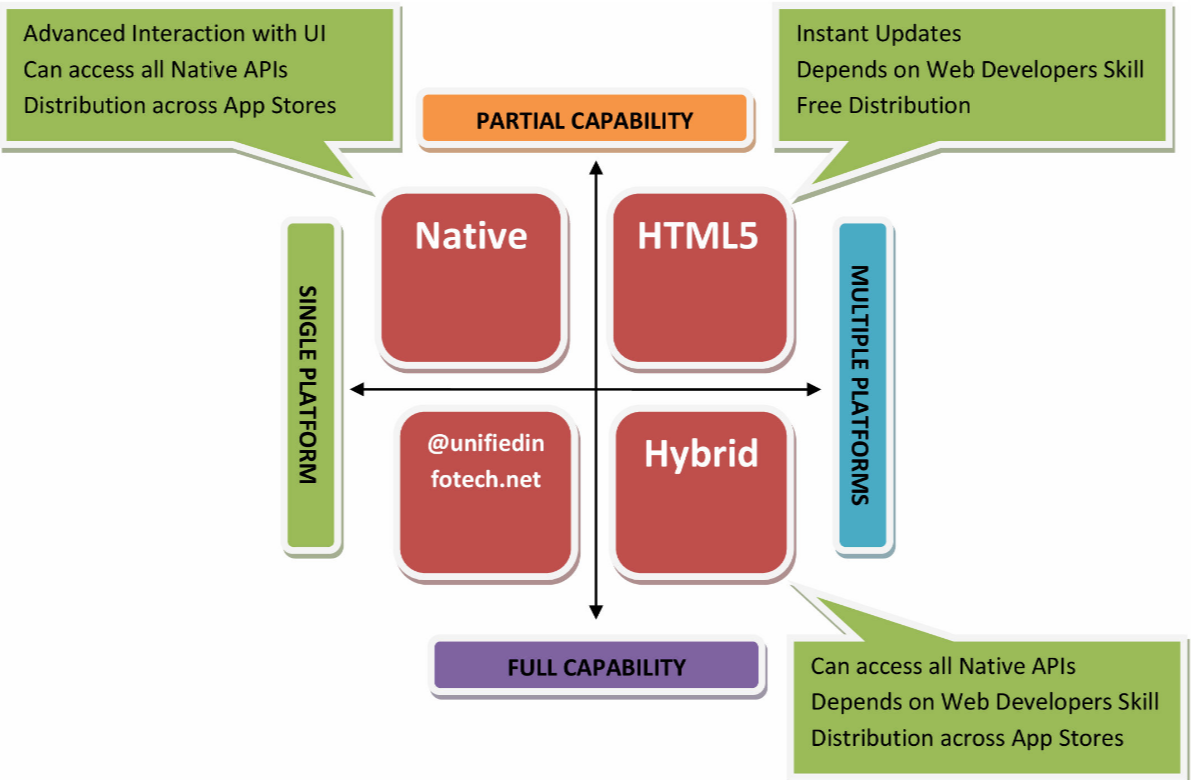 Advanced Interaction with UI
Can access all Native APIs
Distribution across App Stores
Instant Updates
Depends on Web Developers Skill
Free Distribution
PARTIAL CAPABILITY
Native
HTML5
SINGLE PLATFORM
MULTIPLE PLATFORMS
@unifiedin
fotech.net
Hybrid
FULL CAPABILITY
Can access all Native APIs
Depends on Web Developers Skill
Distribution across App Stores